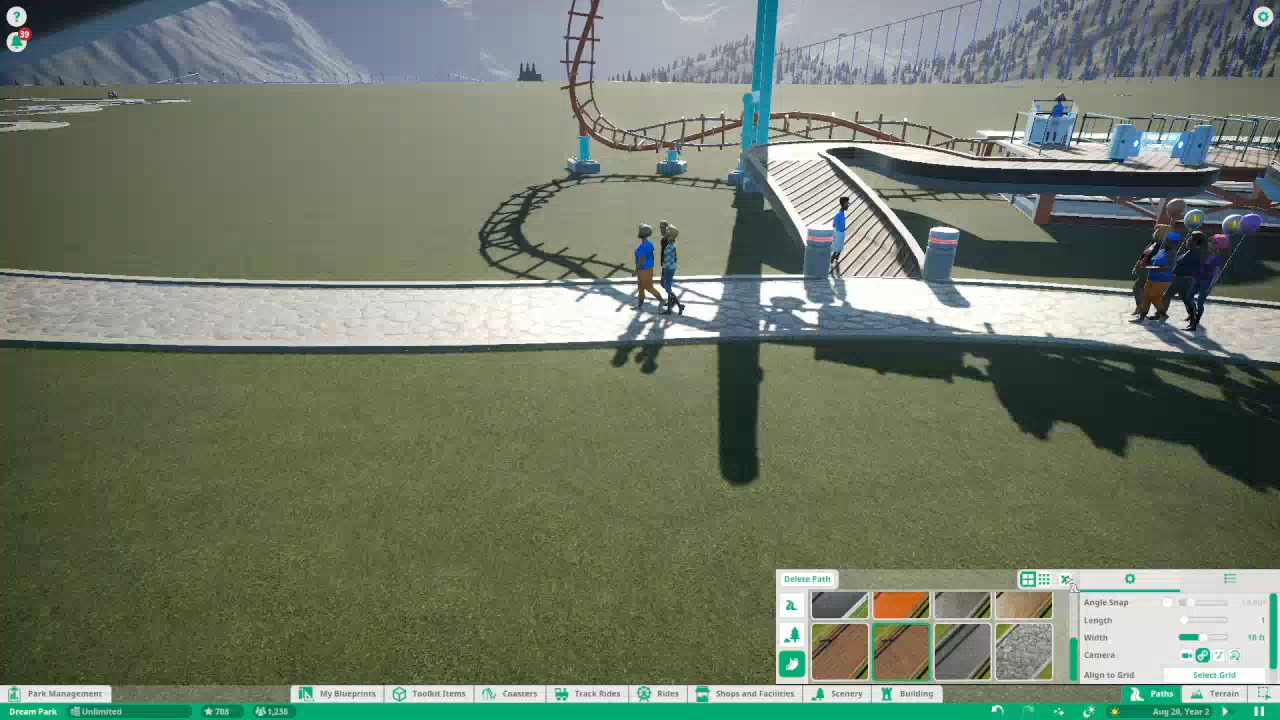 ?
39
Delete Path
Angle Snap
Length 1
Width
Camera
Align to Grid Select Grid
Park Management My Blueprints Toolkit Items Coasters Track Rides Rides Shops and Facilities Scenery Building Paths Terrain
Dream Park Unlimited 708 1,238 Aug 20, Year 2